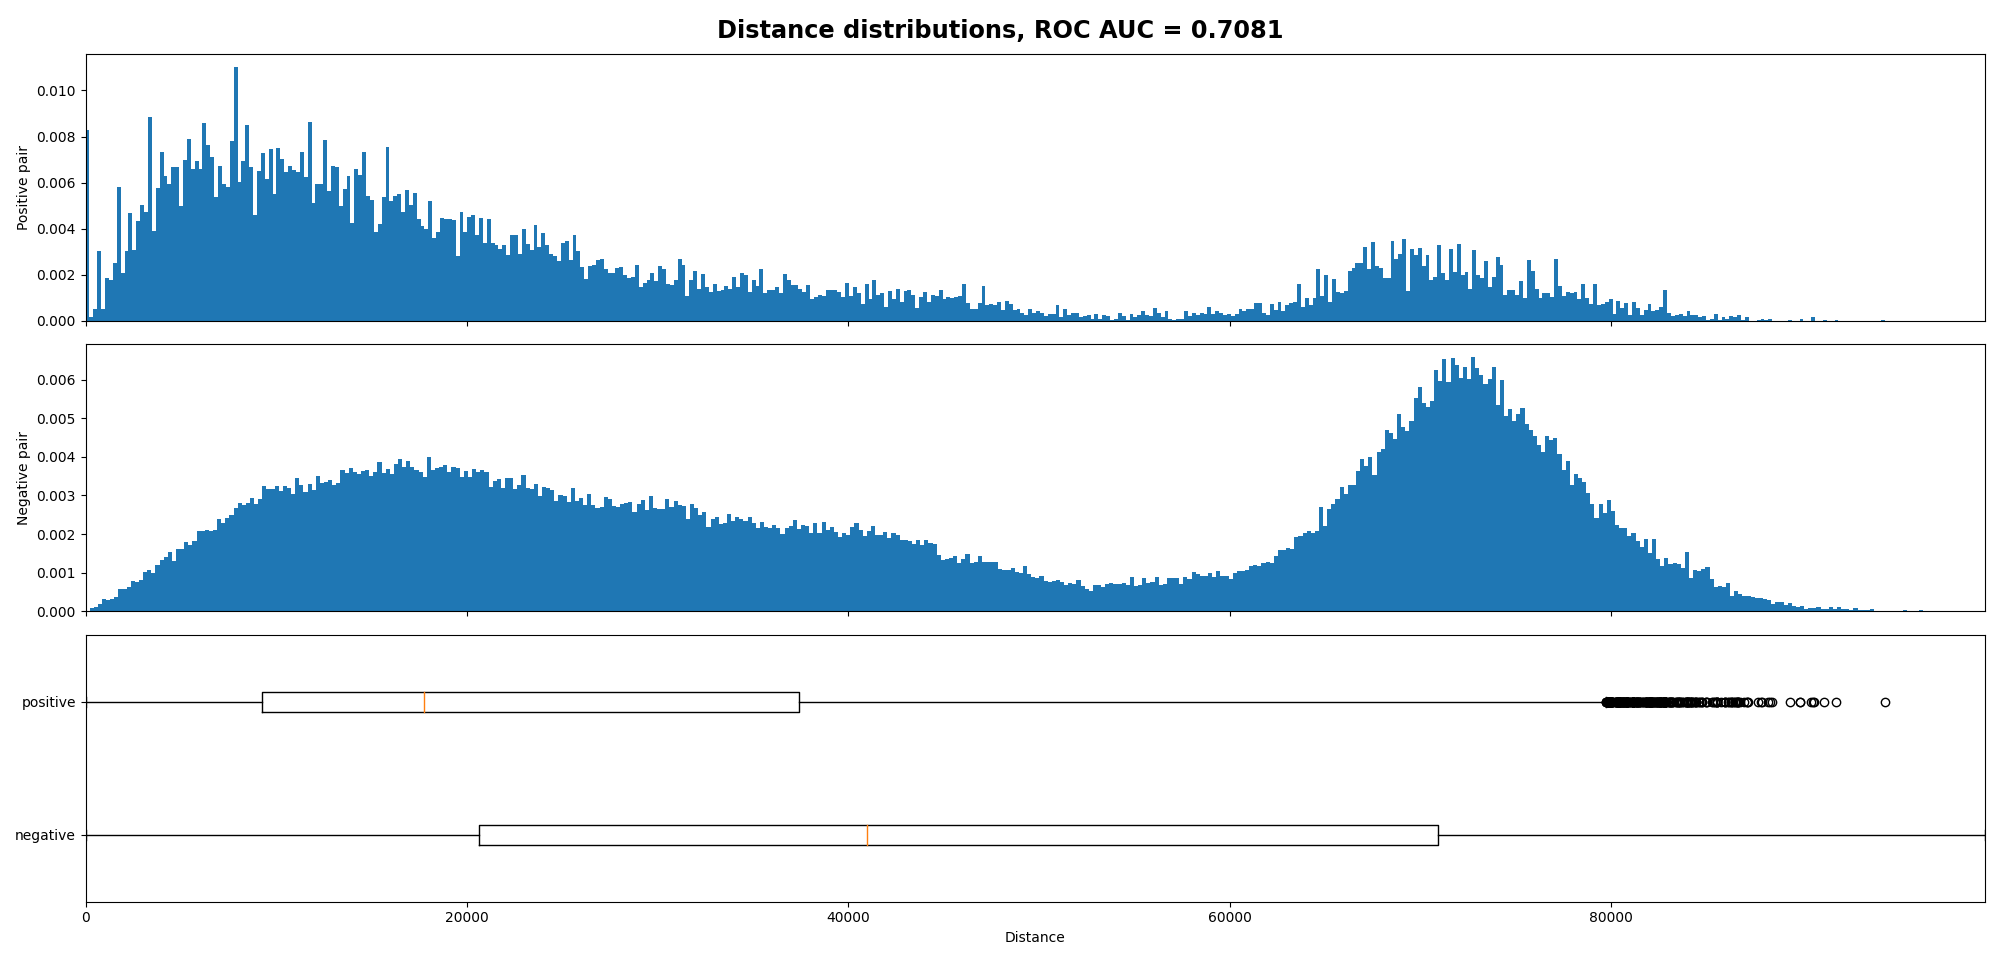 Distance distributions, ROC AUC = 0.7081
0.010
0.008
0.006
0.004
0.002
0.000
Positive pair
0.006
0.005
0.004
0.003
0.002
0.001
0.000
Negative pair
positive
negative
0 20000 40000 60000 80000
Distance